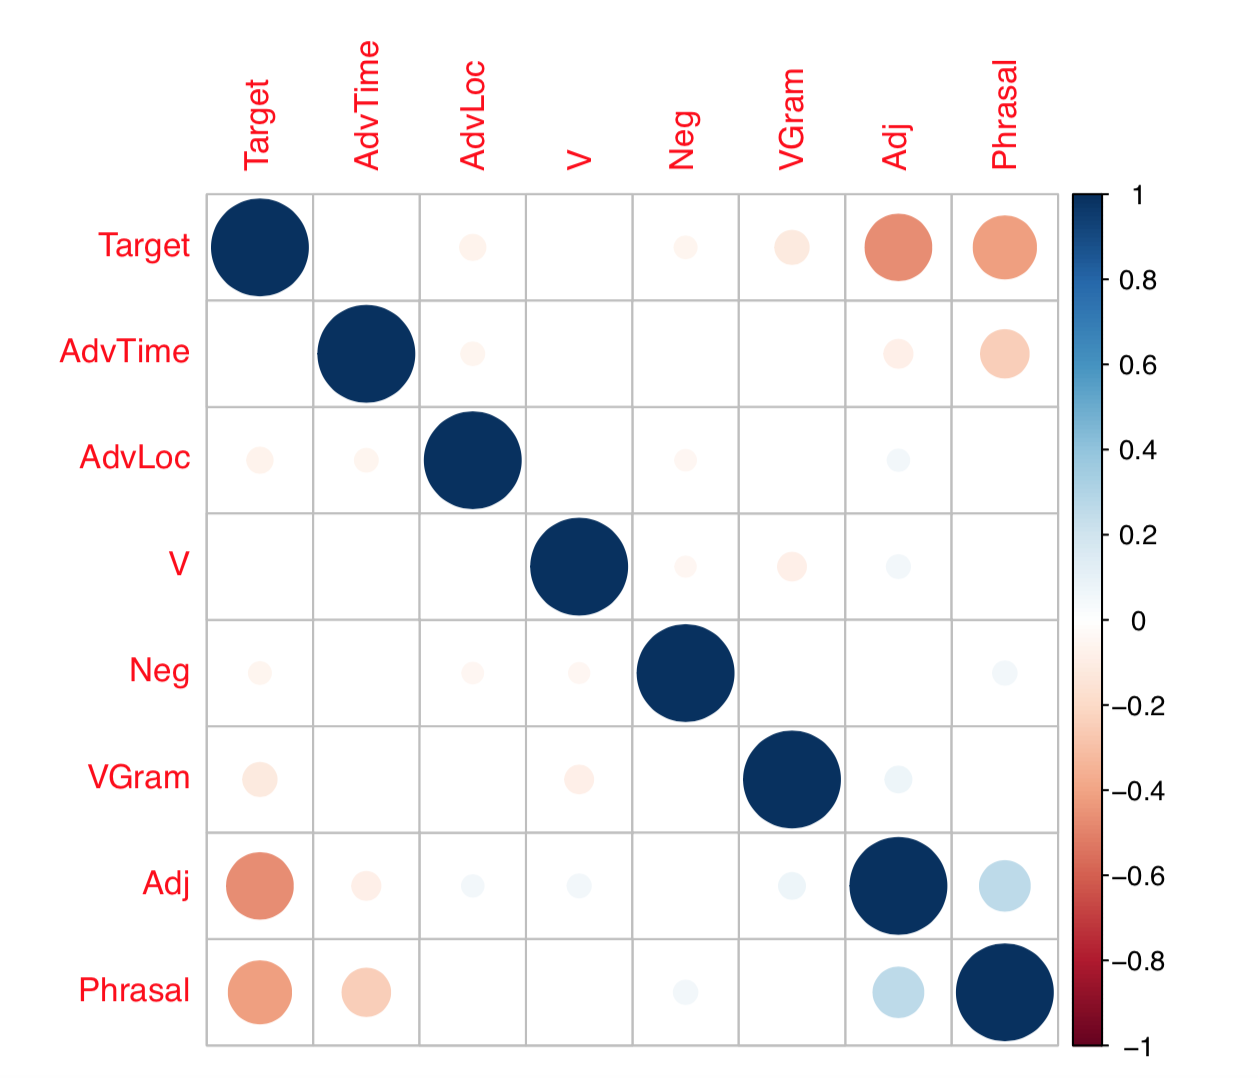 Target
AdvTime
AdvLoc
V
Neg
VGram
Adj
Phrasal
Target
AdvTime
AdvLoc
V
Neg
VGram
Adj
Phrasal
1
0.8
0.6
0.4
0.2
0
−0.2
−0.4
−0.6
−0.8
−1